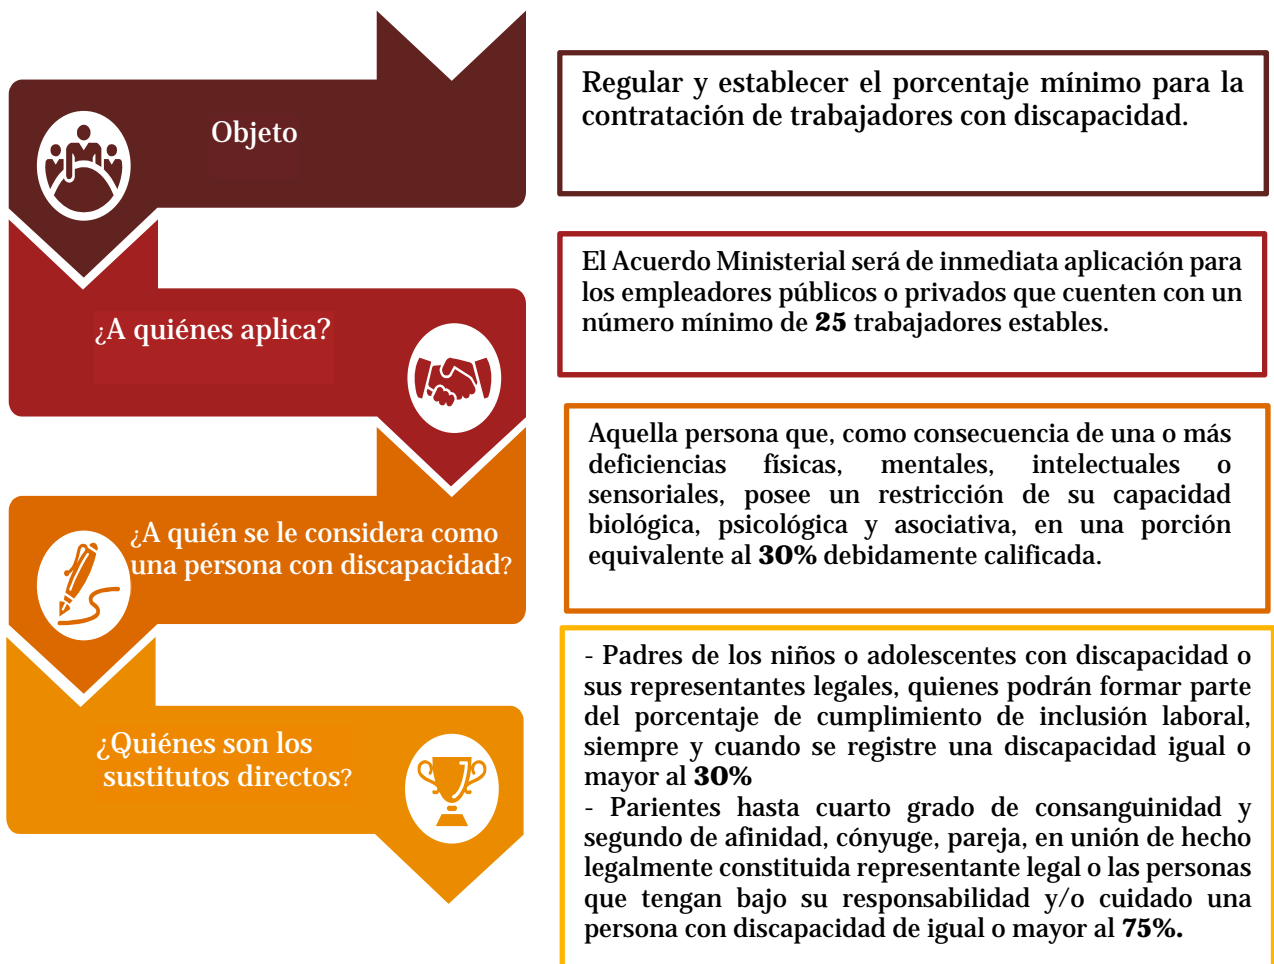 Objeto
Regular y establecer el porcentaje mínimo para la
contratación de trabajadores con discapacidad.
¿A quiénes aplica?
El Acuerdo Ministerial será de inmediata aplicación para
los empleadores públicos o privados que cuenten con un
número mínimo de 25 trabajadores estables.
¿A quién se le considera como
una persona con discapacidad?
Aquella persona que, como consecuencia de una o más
deficiencias físicas, mentales, intelectuales o
sensoriales, posee un restricción de su capacidad
biológica, psicológica y asociativa, en una porción
equivalente al 30% debidamente calificada.
¿Quiénes son los
sustitutos directos?
- Padres de los niños o adolescentes con discapacidad o
sus representantes legales, quienes podrán formar parte
del porcentaje de cumplimiento de inclusión laboral,
siempre y cuando se registre una discapacidad igual o
mayor al 30%
- Parientes hasta cuarto grado de consanguinidad y
segundo de afinidad, cónyuge, pareja, en unión de hecho
legalmente constituida representante legal o las personas
que tengan bajo su responsabilidad y/o cuidado una
persona con discapacidad de igual o mayor al 75%.